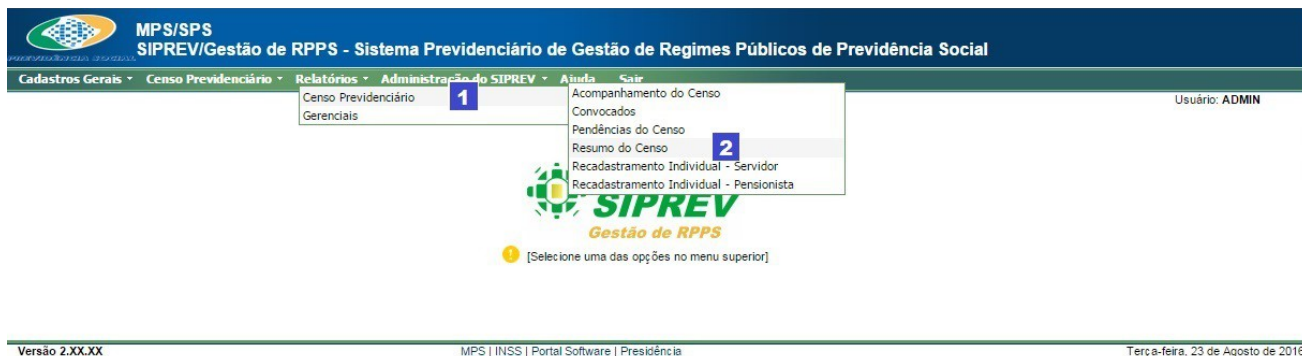 MPS/SPS
SIPREV/Gestão de RPPS - Sistema Previdenciário de Gestão de Regimes Públicos de Previdência Social
PREVIDÊNCIA SOCIAL
Cadastros Gerais Censo Previdenciário Relatórios Administração do SIPREV Ajuda Sair
Usuário: ADMIN
Censo Previdenciário 1
Gerenciais
Acompanhamento do Censo
Convocados
Pendências do Censo
Resumo do Censo 2
Recadastramento Individual - Servidor
Recadastramento Individual - Pensionista
SIPREV
Gestão de RPPS
[Selecione uma das opções no menu superior]
Versão 2.XX.XX MPS | INSS | Portal Software | Presidência Terça-feira, 23 de Agosto de 2016